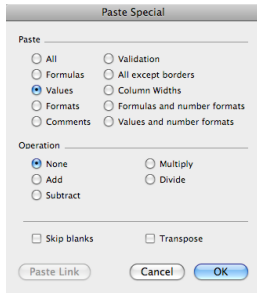 Paste Special
Paste
All Validation
Formulas All except borders
Values Column Widths
Formats Formulas and number formats
Comments Values and number formats
Operation
None Multiply
Add Divide
Subtract
Skip blanks Transpose
Paste Link Cancel OK